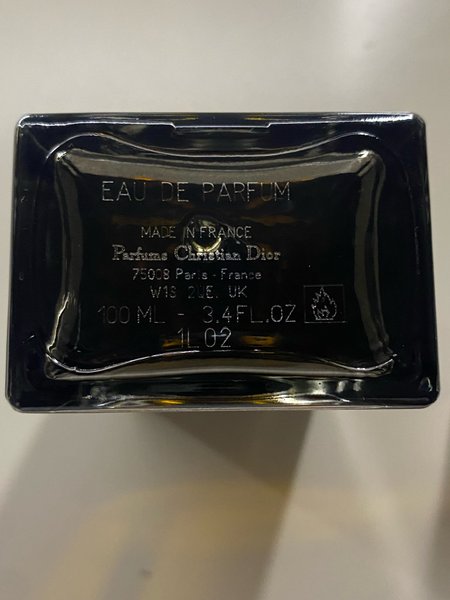 EAU DE PARFUM
MADE IN FRANCE
Parfums Christian Dior
75008 Paris - France
W1S 2UE. UK
100 ML - 3.4FL.OZ
1L02